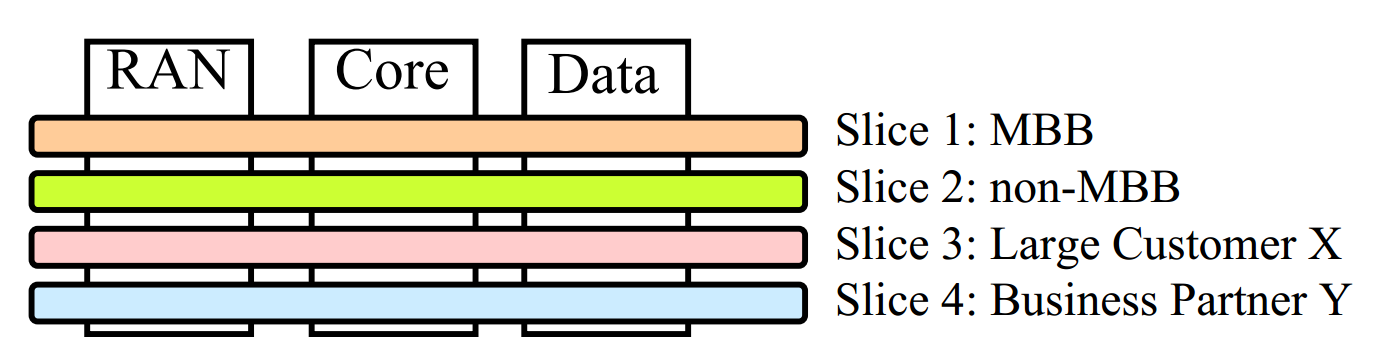 RAN Core Data
Slice 1: MBB
Slice 2: non-MBB
Slice 3: Large Customer X
Slice 4: Business Partner Y